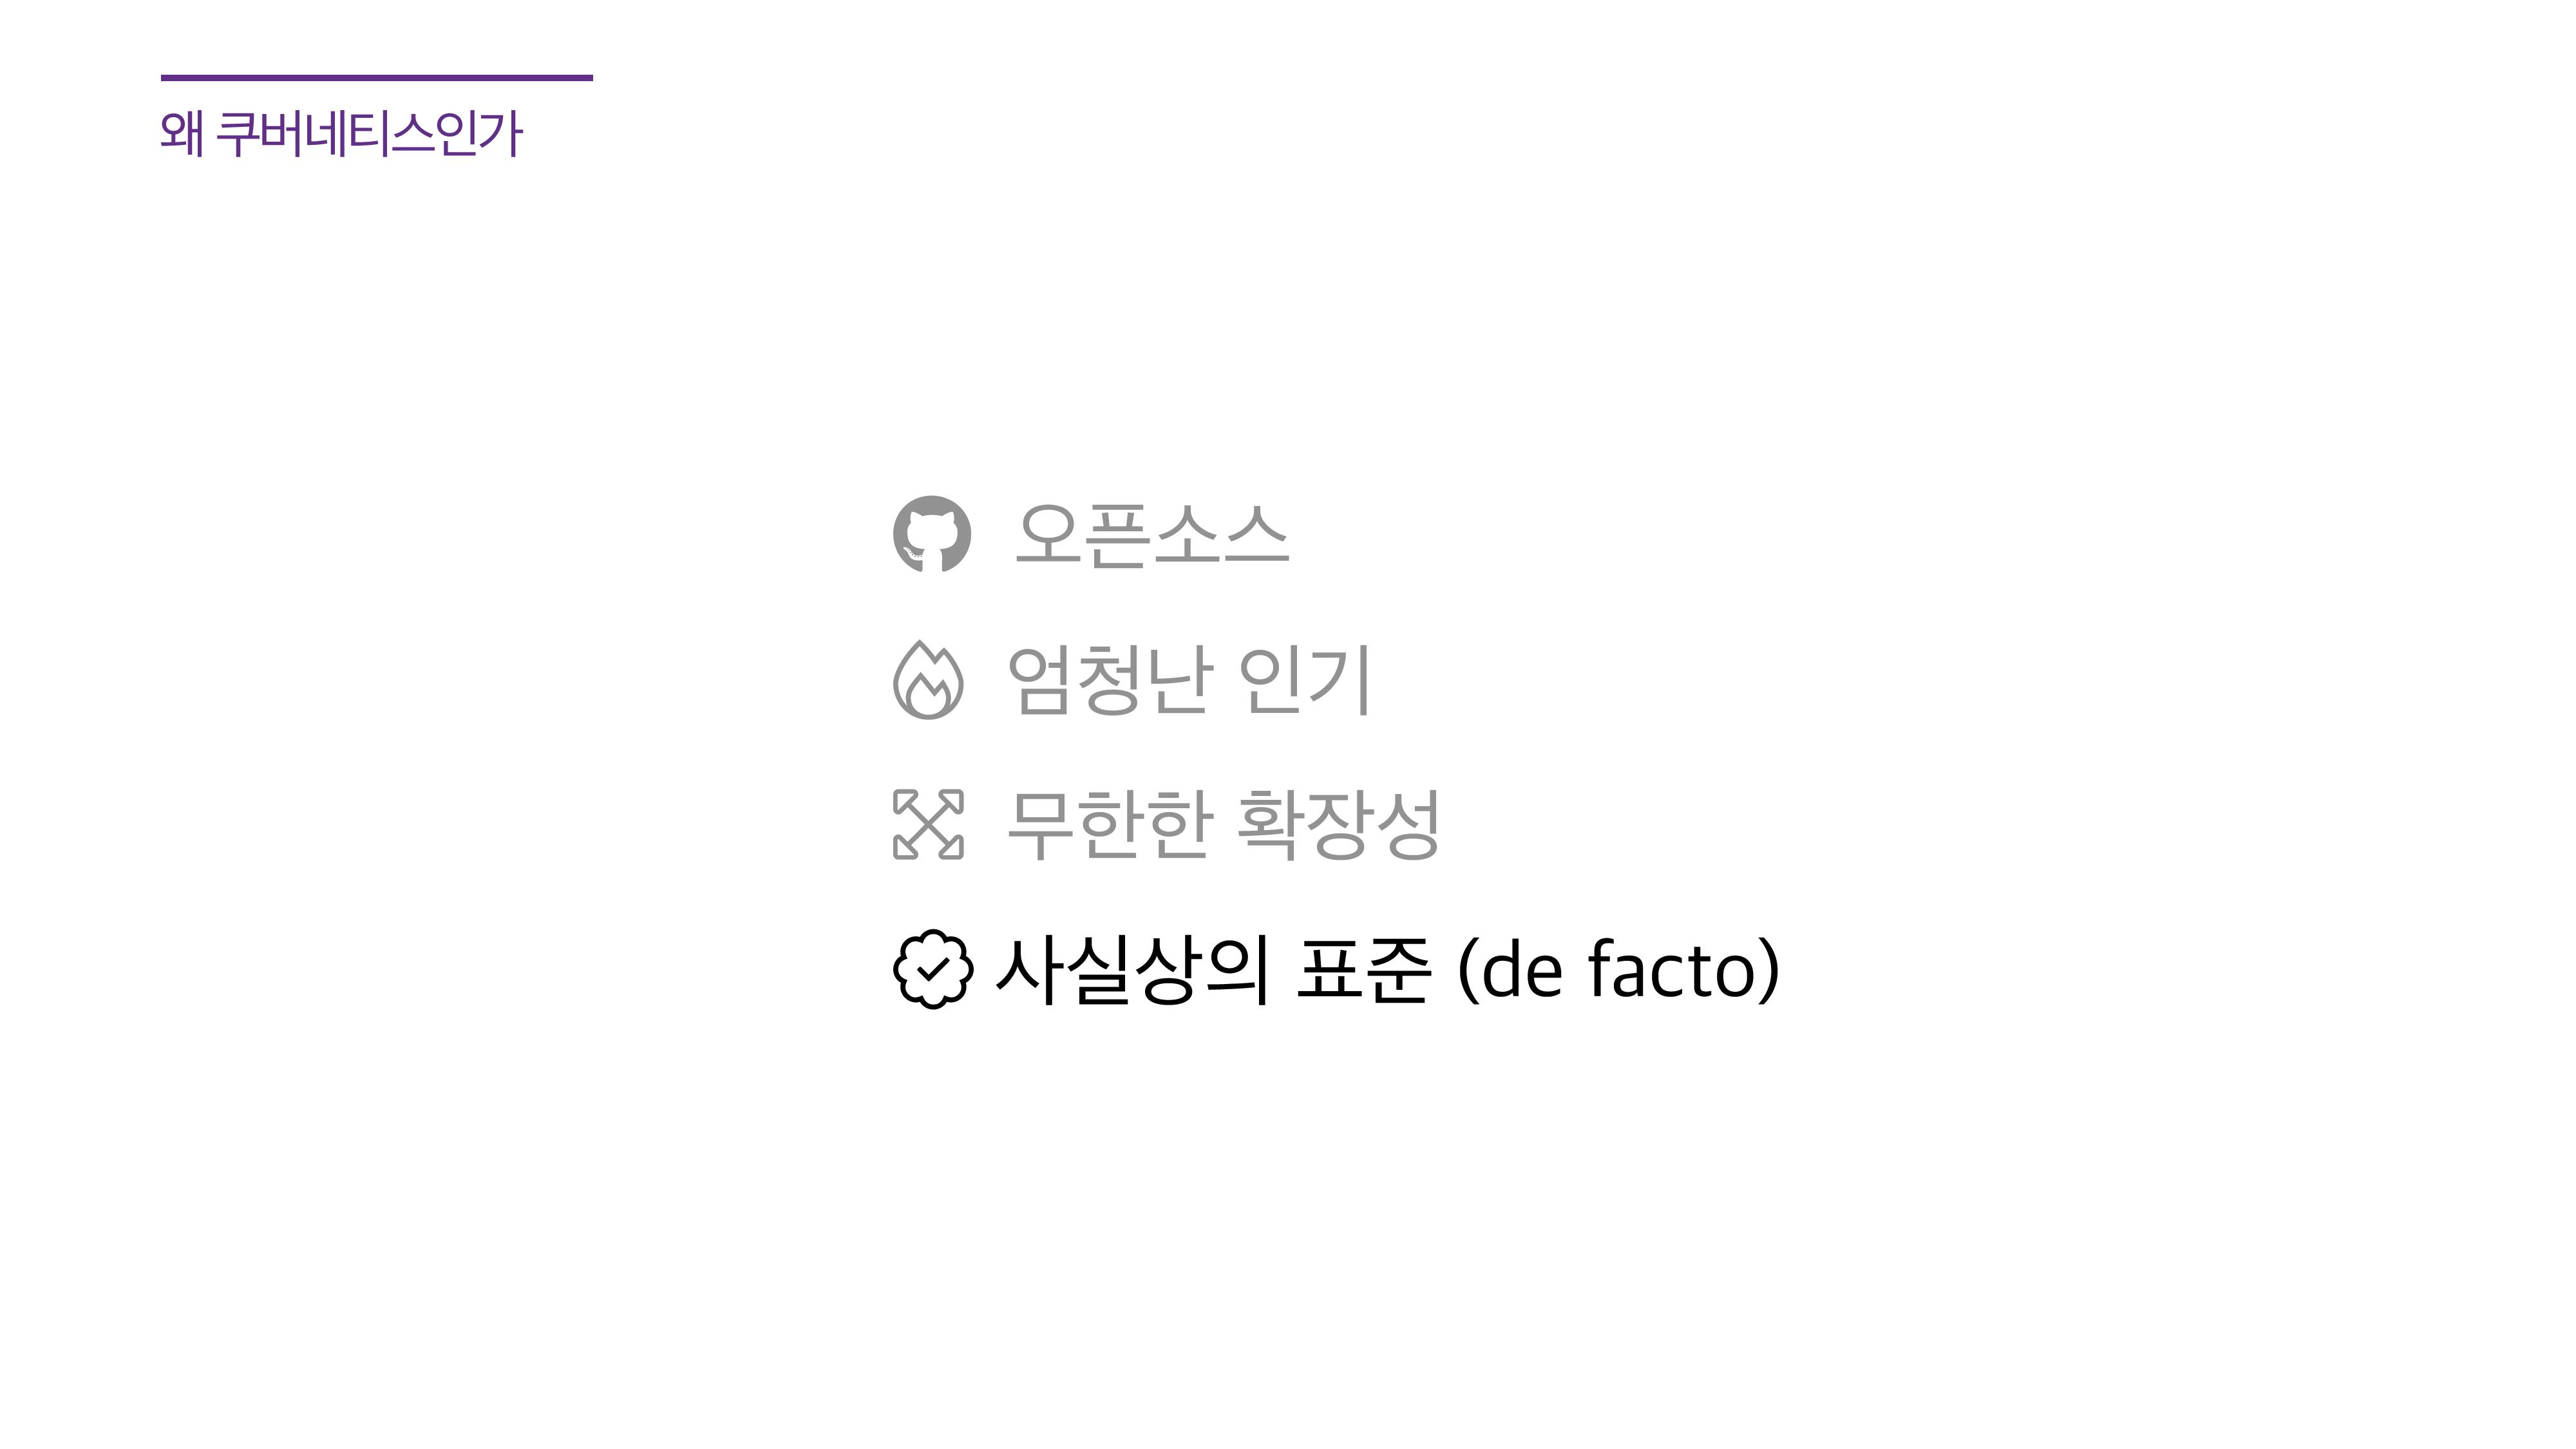 왜 쿠버네티스인가
오픈소스
엄청난 인기
무한한 확장성
사실상의 표준 (de facto)